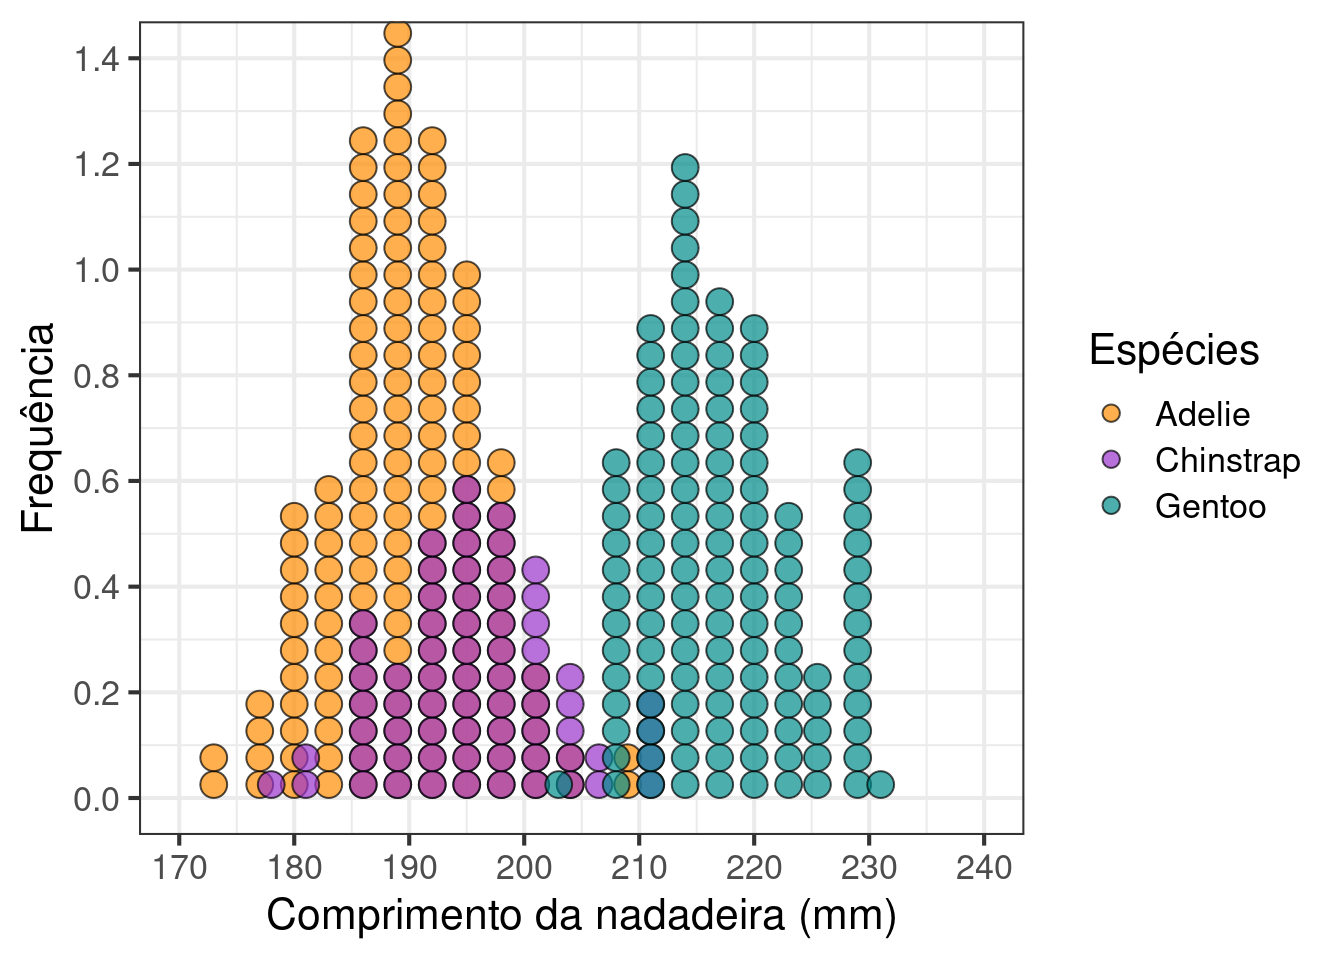 1.4
1.2
1.0
0.8
0.6
0.4
0.2
0.0
Frequência
170 180 190 200 210 220 230 240
Comprimento da nadadeira (mm)
Espécies
Adelie
Chinstrap
Gentoo